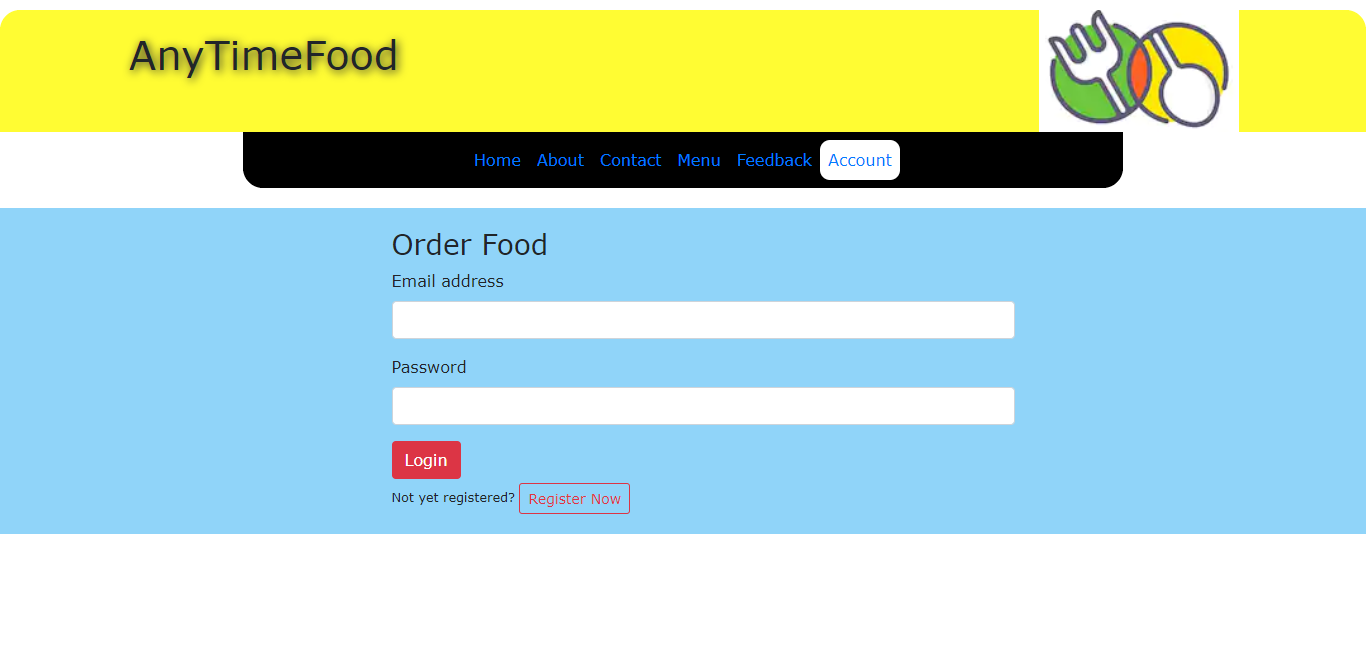 AnyTimeFood
Home About Contact Menu Feedback Account
Order Food
Email address
Password
Login
Not yet registered? Register Now